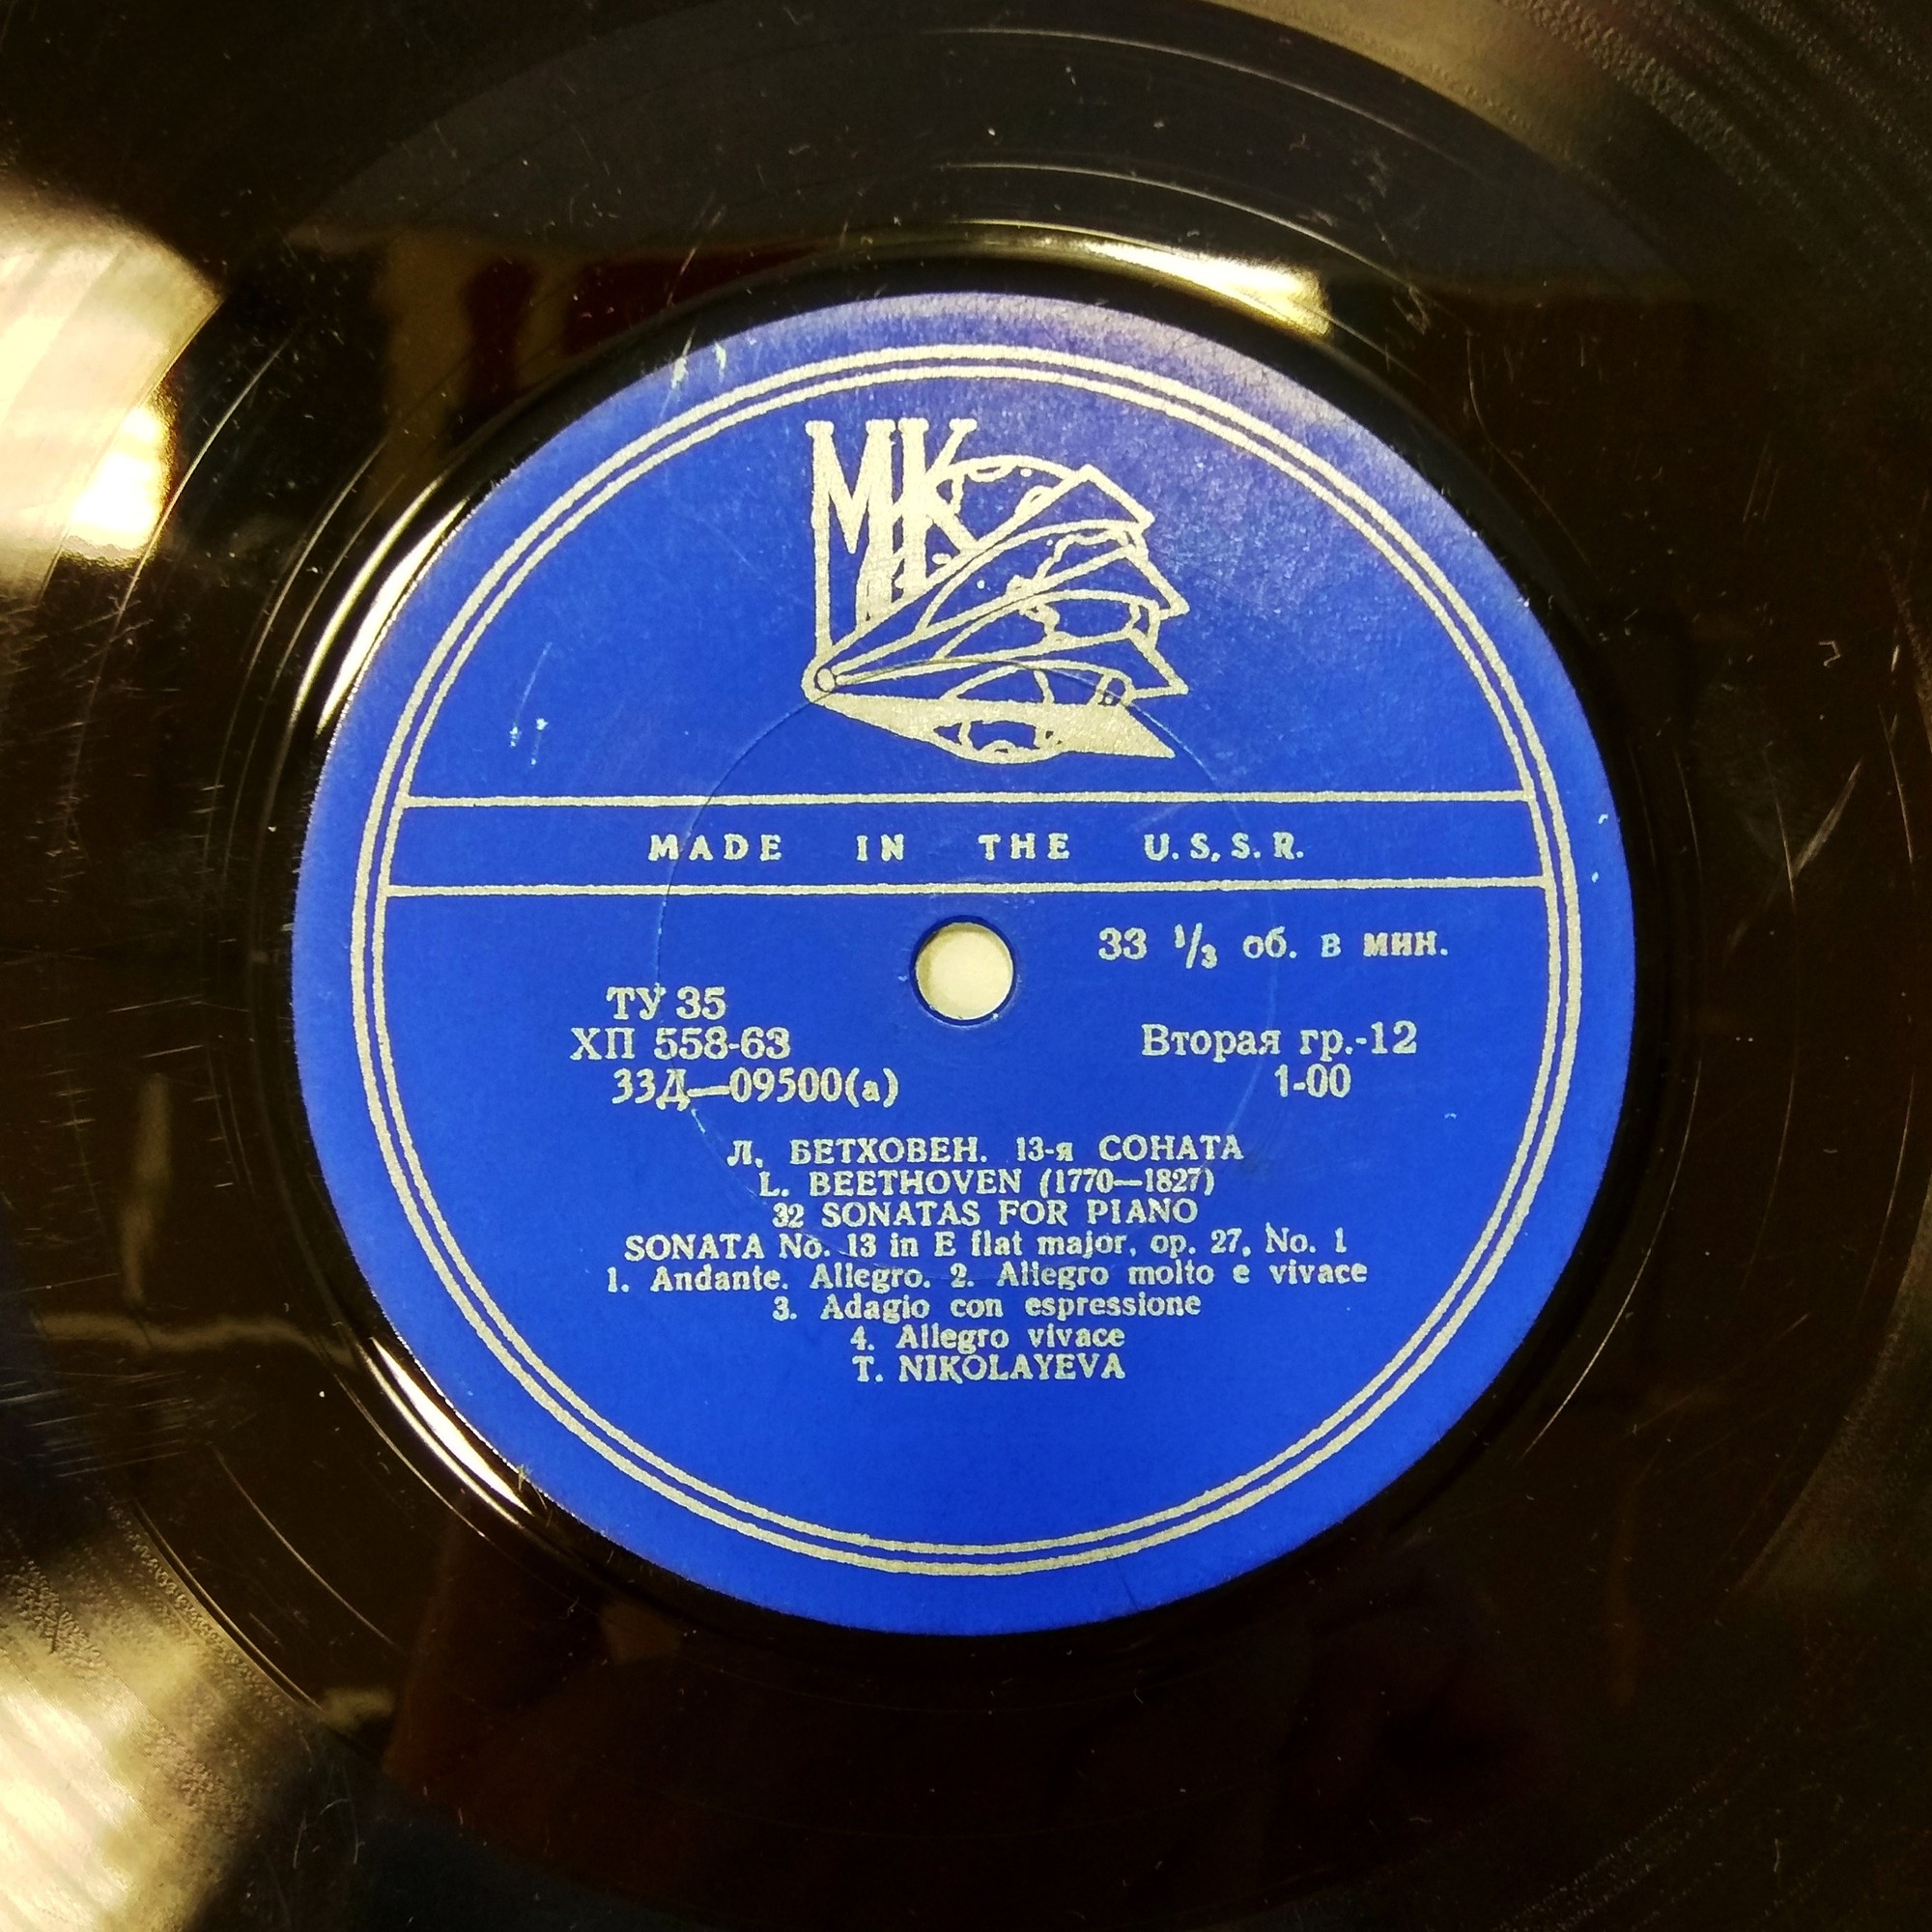 МК
MADE IN THE U.S.S.R.
33 1/3 об. в мин.
ТУ 35
ХП 558-63
33Д—09500(а)
Вторая гр.-12
1-00
Л. БЕТХОВЕН. 13-я СОНАТА
L. BEETHOVEN (1770—1827)
32 SONATAS FOR PIANO
SONATA No. 13 in E flat major, op. 27, No. 1
1. Andante. Allegro. 2. Allegro molto e vivace
3. Adagio con espressione
4. Allegro vivace
T. NIKOLAYEVA